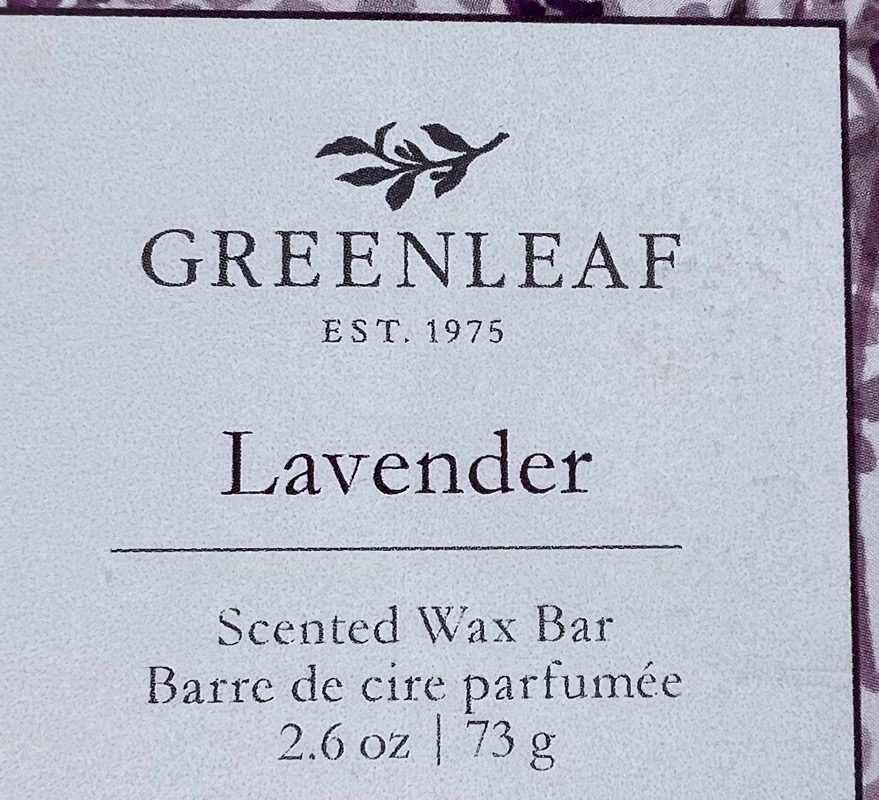 GREENLEAF
EST. 1975
Lavender
Scented Wax Bar
Barre de cire parfumée
2.6 oz | 73 g